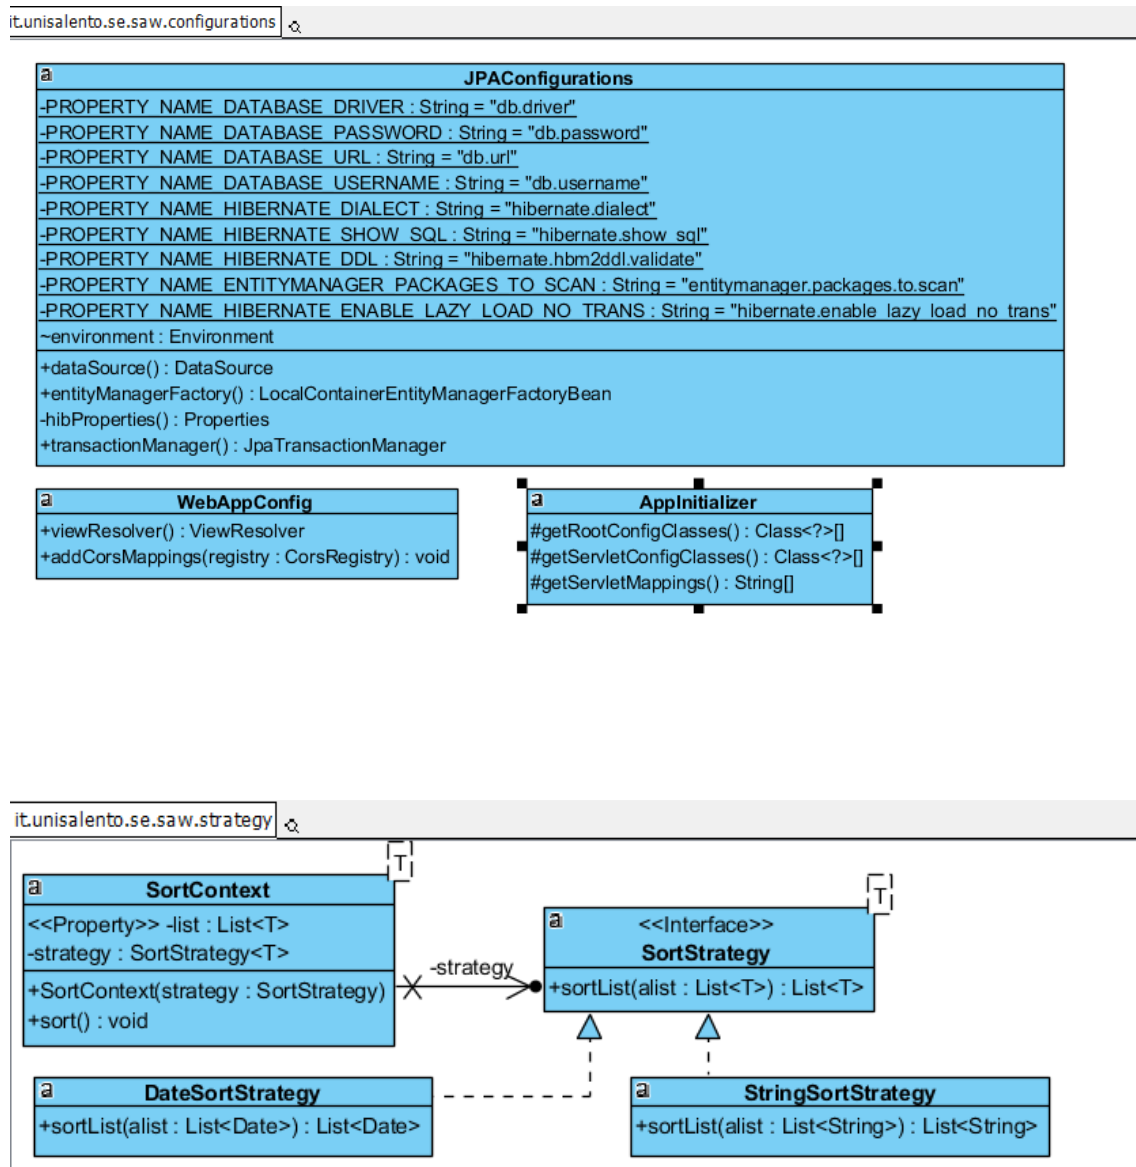 it.unisalento.se.saw.configurations
a
JPAConfigurations
-PROPERTY_NAME_DATABASE_DRIVER : String = "db.driver"
-PROPERTY_NAME_DATABASE_PASSWORD : String = "db.password"
-PROPERTY_NAME_DATABASE_URL : String = "db.url"
-PROPERTY_NAME_DATABASE_USERNAME : String = "db.username"
-PROPERTY_NAME_HIBERNATE_DIALECT : String = "hibernate.dialect"
-PROPERTY_NAME_HIBERNATE_SHOW_SQL : String = "hibernate.show_sql"
-PROPERTY_NAME_HIBERNATE_DDL : String = "hibernate.hbm2ddl.validate"
-PROPERTY_NAME_ENTITYMANAGER_PACKAGES_TO_SCAN : String = "entitymanager.packages.to.scan"
-PROPERTY_NAME_HIBERNATE_ENABLE_LAZY_LOAD_NO_TRANS : String = "hibernate.enable_lazy_load_no_trans"
~environment : Environment
+dataSource() : DataSource
+entityManagerFactory() : LocalContainerEntityManagerFactoryBean
-hibProperties() : Properties
+transactionManager() : JpaTransactionManager
a
WebAppConfig
+viewResolver() : ViewResolver
+addCorsMappings(registry : CorsRegistry) : void
a
AppInitializer
#getRootConfigClasses() : Class<?>[]
#getServletConfigClasses() : Class<?>[]
#getServletMappings() : String[]
it.unisalento.se.saw.strategy
T
a
SortContext
<<Property>> -list : List<T>
-strategy : SortStrategy<T>
+SortContext(strategy : SortStrategy)
+sort() : void
-strategy
T
a
<<Interface>>
SortStrategy
+sortList(alist : List<T>) : List<T>
a
DateSortStrategy
+sortList(alist : List<Date>) : List<Date>
a
StringSortStrategy
+sortList(alist : List<String>) : List<String>